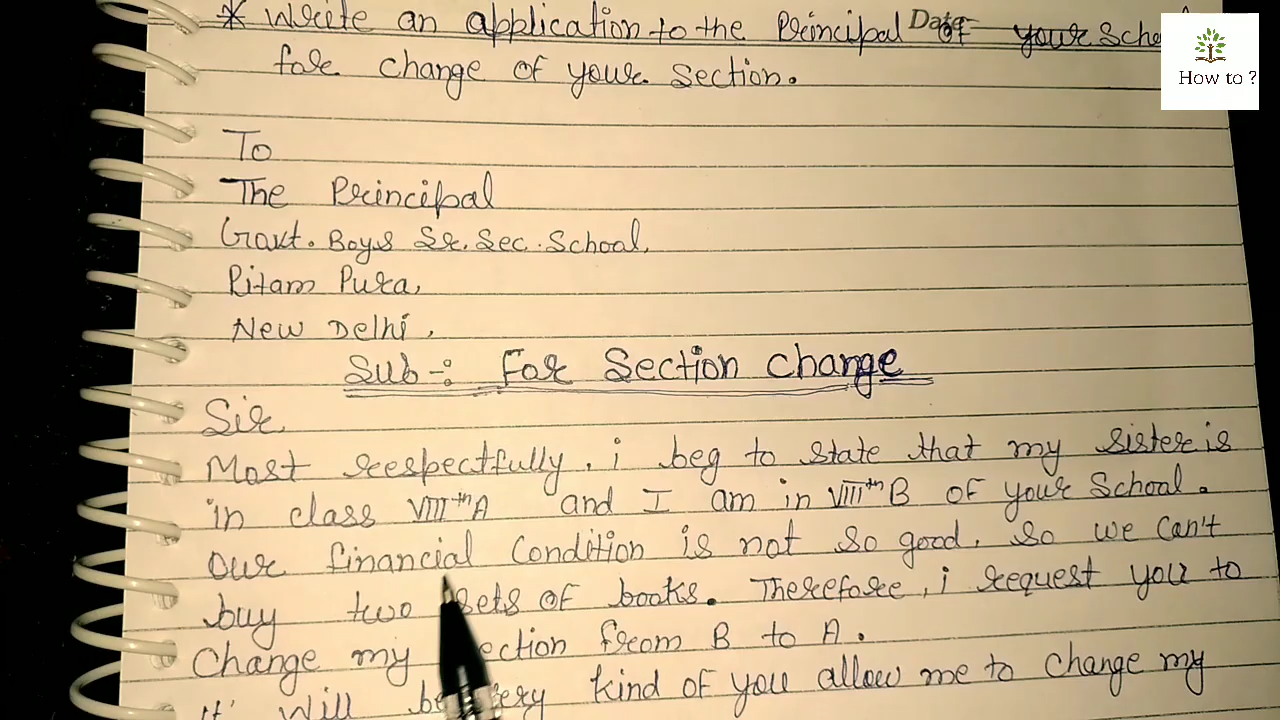 * Write an application to the Principal of your
Date
How to ?
for change of your section.
To
The Principal
Govt. Boys Sr. Sec. School,
Pitam Pura,
New Delhi,
Sub-: For Section Change
Sir
Most respectfully, i beg to state that my sister is
in class VIIIth A and I am in VIIIth B of your School.
our financial Condition is not so good, so we can't
buy two sets of books. Therefore, i request you to
Change my ection from B to A.
It will be kind of you allow me to change my